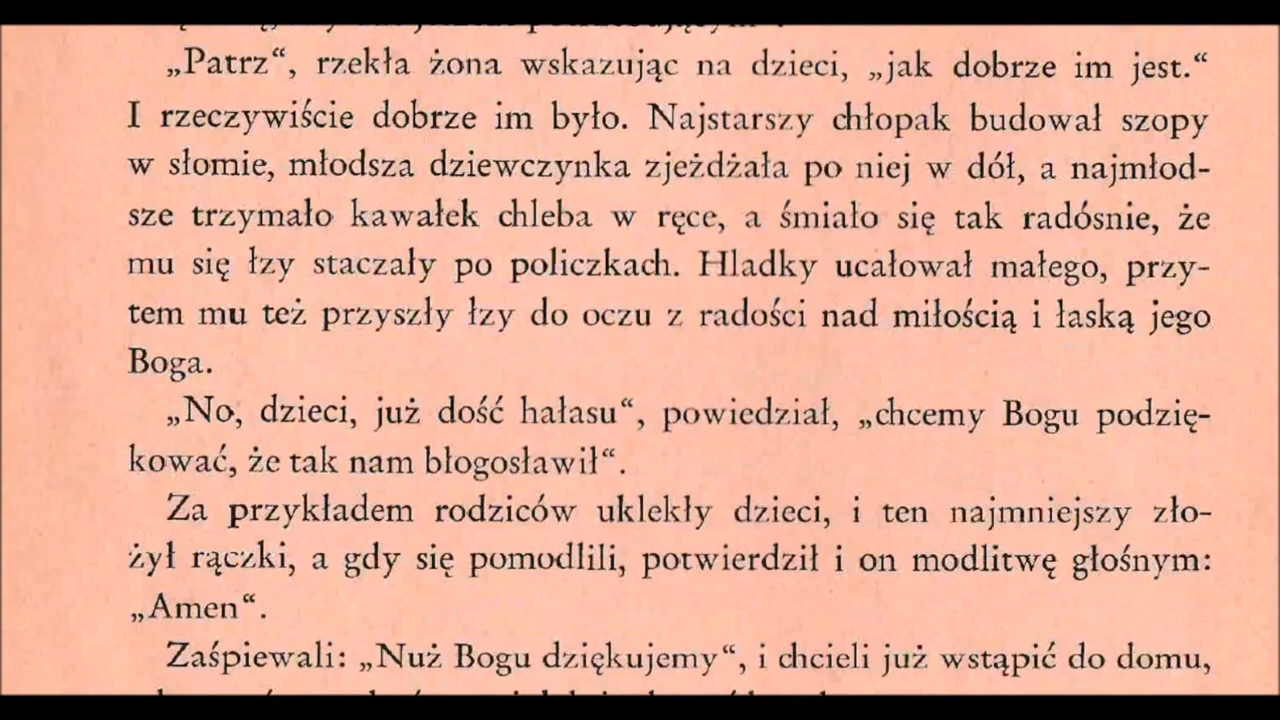 „Patrz“, rzekła żona wskazując na dzieci, „jak dobrze im jest.“
I rzeczywiście dobrze im było. Najstarszy chłopak budował szopy
w słomie, młodsza dziewczynka zjeżdżała po niej w dół, a najmłod-
sze trzymało kawałek chleba w ręce, a śmiało się tak radósnie, że
mu się łzy staczały po policzkach. Hladky ucałował małego, przy-
tem mu też przyszły łzy do oczu z radości nad miłością i łaską jego
Boga.
„No, dzieci, już dość hałasu“, powiedział, „chcemy Bogu podzię-
kować, że tak nam błogosławił“.
Za przykładem rodziców uklekły dzieci, i ten najmniejszy zło-
żył rączki, a gdy się pomodlili, potwierdził i on modlitwę głośnym:
„Amen“.
Zaśpiewali: „Nuż Bogu dziękujemy“, i chcieli już wstąpić do domu,